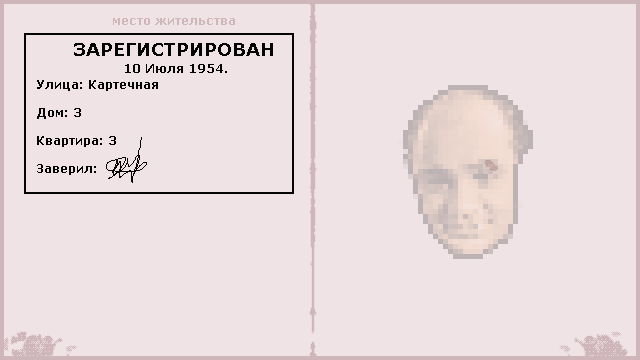 место жительства
ЗАРЕГИСТРИРОВАН
10 Июля 1954.
Улица: Картечная
Дом: 3
Квартира: 3
Заверил: